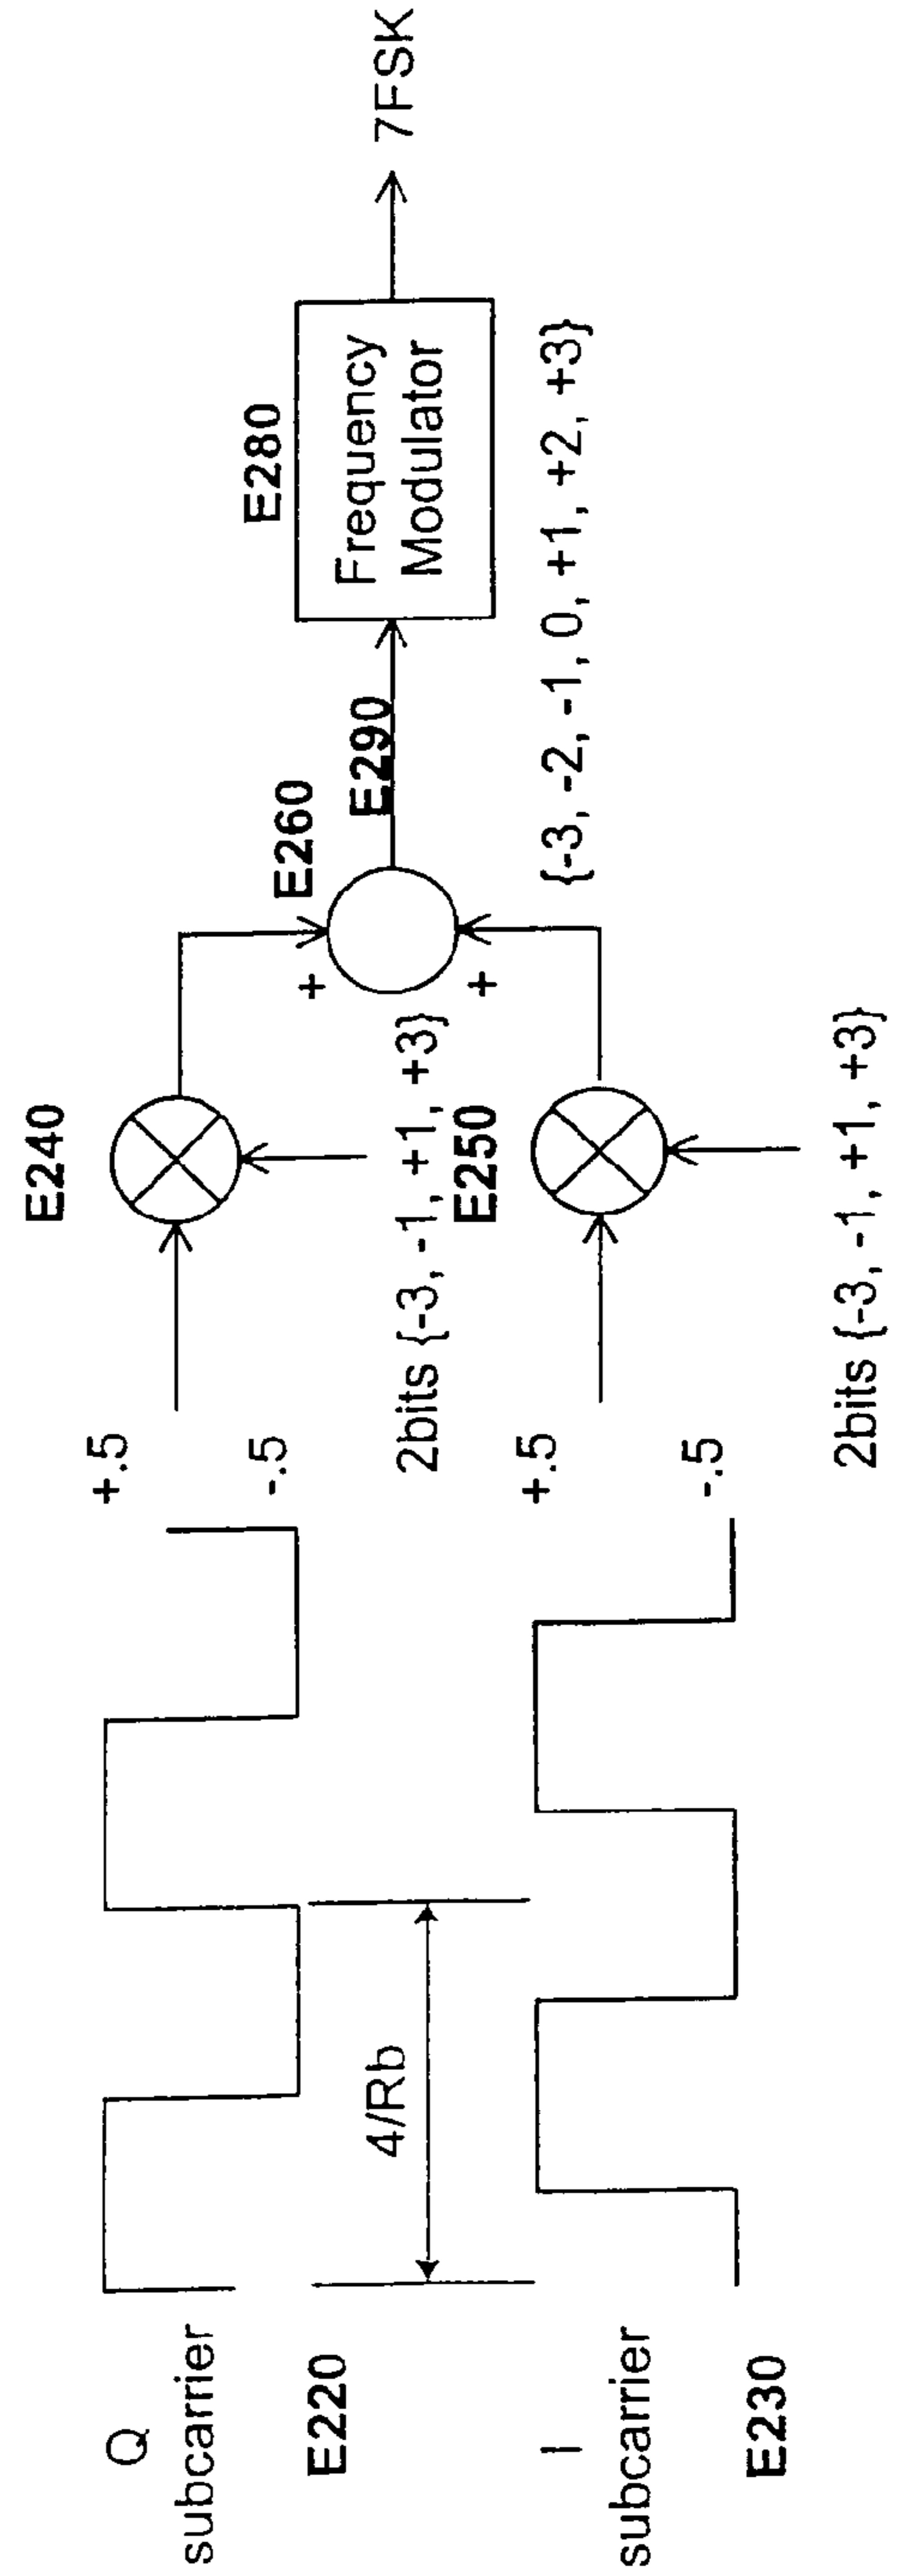 Q
subcarrier
E220
+.5
-.5
E240
2bits {-3, -1, +1, +3}
4/Rb
I
subcarrier
E230
+.5
-.5
E250
2bits {-3, -1, +1, +3}
+
+
E260
E290
{-3, -2, -1, 0, +1, +2, +3}
E280
Frequency
Modulator
7FSK